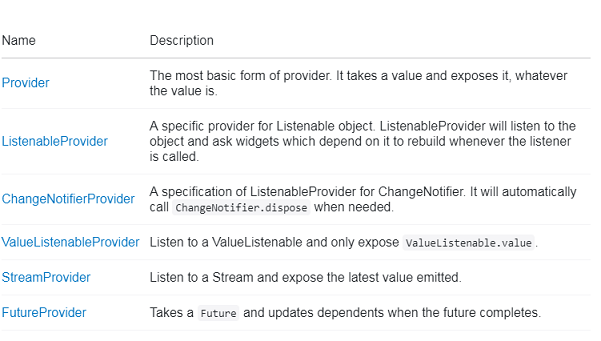 Name Description
Provider The most basic form of provider. It takes a value and exposes it, whatever
the value is.
ListenableProvider A specific provider for Listenable object. ListenableProvider will listen to the
object and ask widgets which depend on it to rebuild whenever the listener
is called.
ChangeNotifierProvider A specification of ListenableProvider for ChangeNotifier. It will automatically
call ChangeNotifier.dispose when needed.
ValueListenableProvider Listen to a ValueListenable and only expose ValueListenable.value.
StreamProvider Listen to a Stream and expose the latest value emitted.
FutureProvider Takes a Future and updates dependents when the future completes.